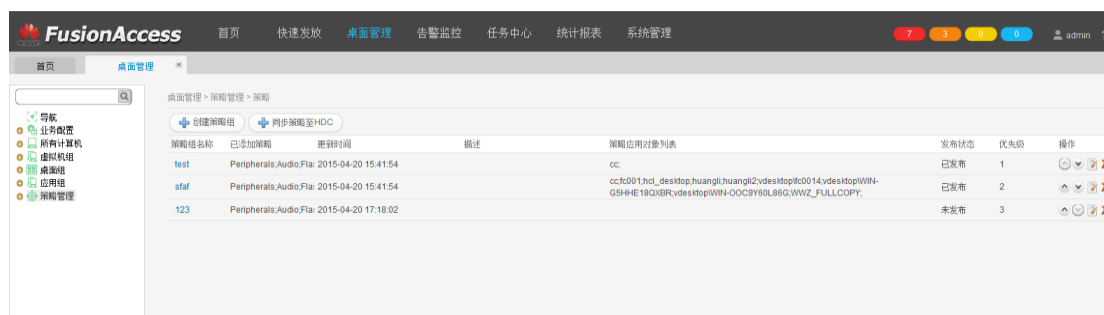 HUAWEI FusionAccess 首页 快速发放 桌面管理 告警监控 任务中心 统计报表 系统管理 7 3 0 0 admin
首页 桌面管理
桌面管理 > 策略管理 > 策略
导航
业务配置
所有计算机
虚拟机组
桌面组
应用组
策略管理
创建策略组 同步策略至HDC
策略组名称 已添加策略 更新时间 描述 策略应用对象列表 发布状态 优先级 操作
test Peripherals;Audio;Fla: 2015-04-20 15:41:54 cc; 已发布 1
sfaf Peripherals;Audio;Fla: 2015-04-20 15:41:54 cc;fc001;hcl_desktop;huangli;huangli2;vdesktop\fc0014;vdesktop\WIN-
G5HHE18QXBR;vdesktop\WIN-OOC9Y60L86G;WWZ_FULLCOPY; 已发布 2
123 Peripherals;Audio;Fla: 2015-04-20 17:18:02 未发布 3